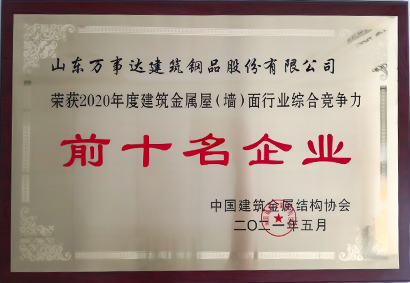 山东万事达建筑钢品股份有限公司
荣获2020年度建筑金属屋（墙）面行业综合竞争力
前十名企业
中国建筑金属结构协会
二〇二一年五月